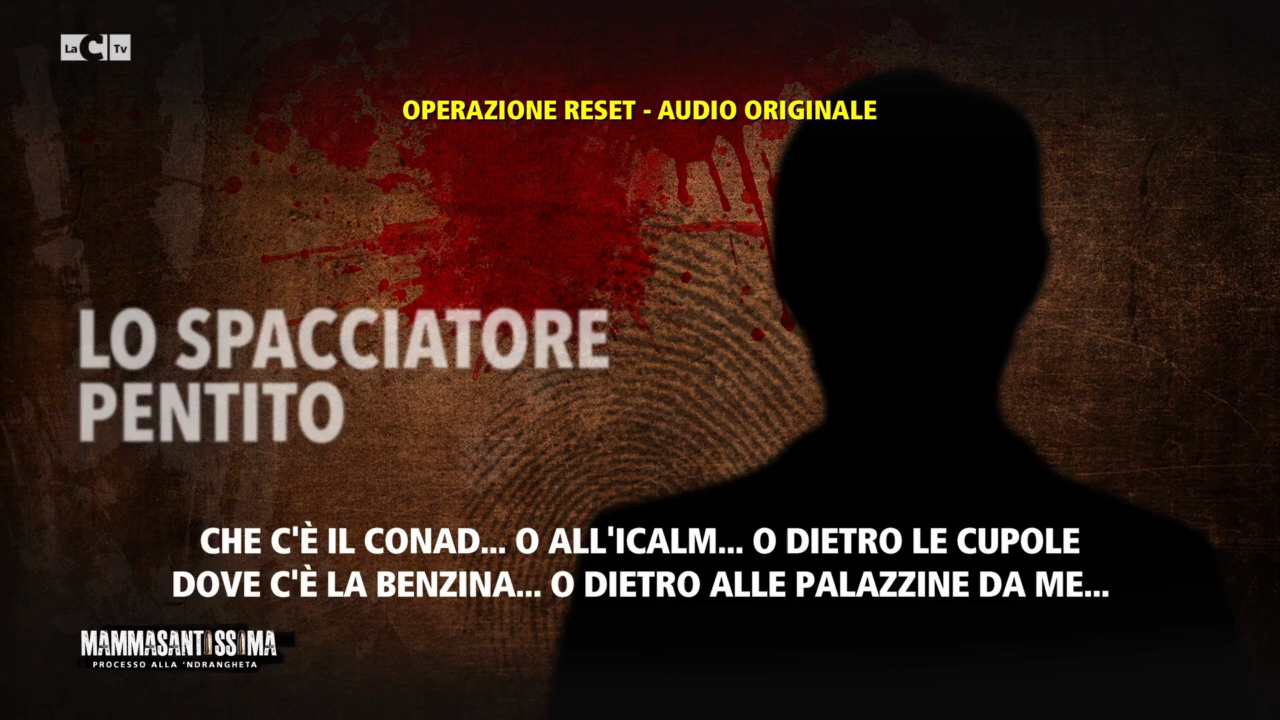 La C Tv
OPERAZIONE RESET - AUDIO ORIGINALE
LO SPACCIATORE
PENTITO
CHE C'È IL CONAD... O ALL'ICALM... O DIETRO LE CUPOLE
DOVE C'È LA BENZINA... O DIETRO ALLE PALAZZINE DA ME...
MAMMASANTISSIMA
PROCESSO ALLA 'NDRANGHETA